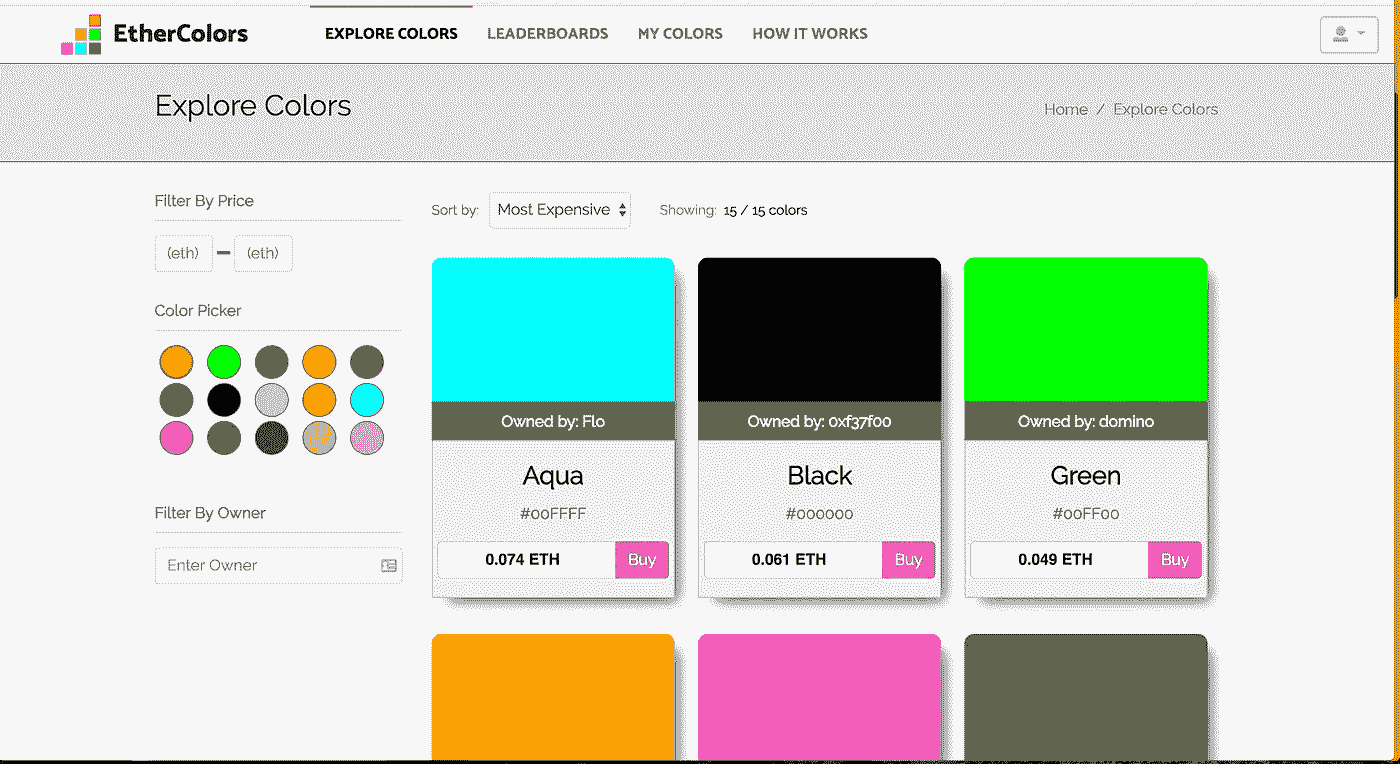 EtherColors
EXPLORE COLORS LEADERBOARDS MY COLORS HOW IT WORKS
Explore Colors
Home / Explore Colors
Filter By Price
(eth) (eth)
Color Picker
Filter By Owner
Enter Owner
Sort by: Most Expensive Showing: 15 / 15 colors
Owned by: Flo
Aqua
#00FFFF
0.074 ETH Buy
Owned by: 0xf37f00
Black
#000000
0.061 ETH Buy
Owned by: domino
Green
#00FF00
0.049 ETH Buy